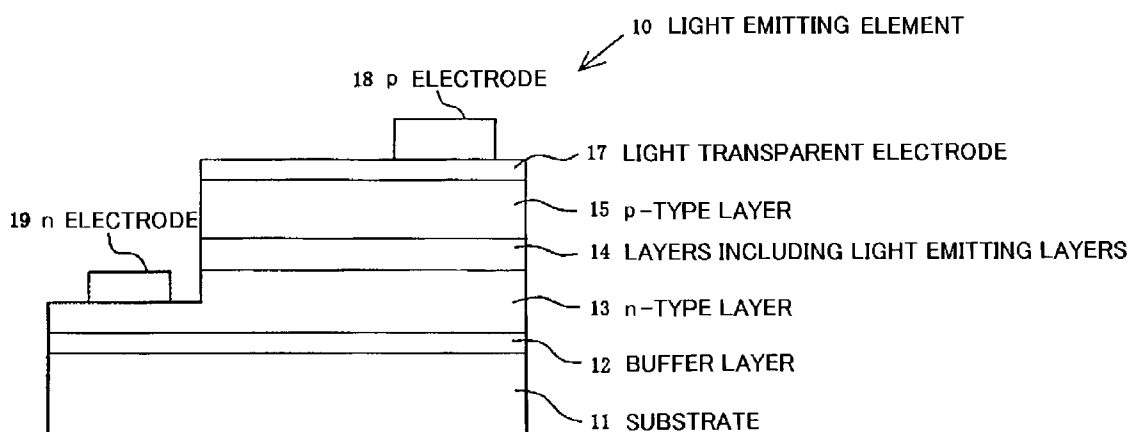 10 LIGHT EMITTING ELEMENT
18 p ELECTRODE
17 LIGHT TRANSPARENT ELECTRODE
15 p-TYPE LAYER
19 n ELECTRODE
14 LAYERS INCLUDING LIGHT EMITTING LAYERS
13 n-TYPE LAYER
12 BUFFER LAYER
11 SUBSTRATE